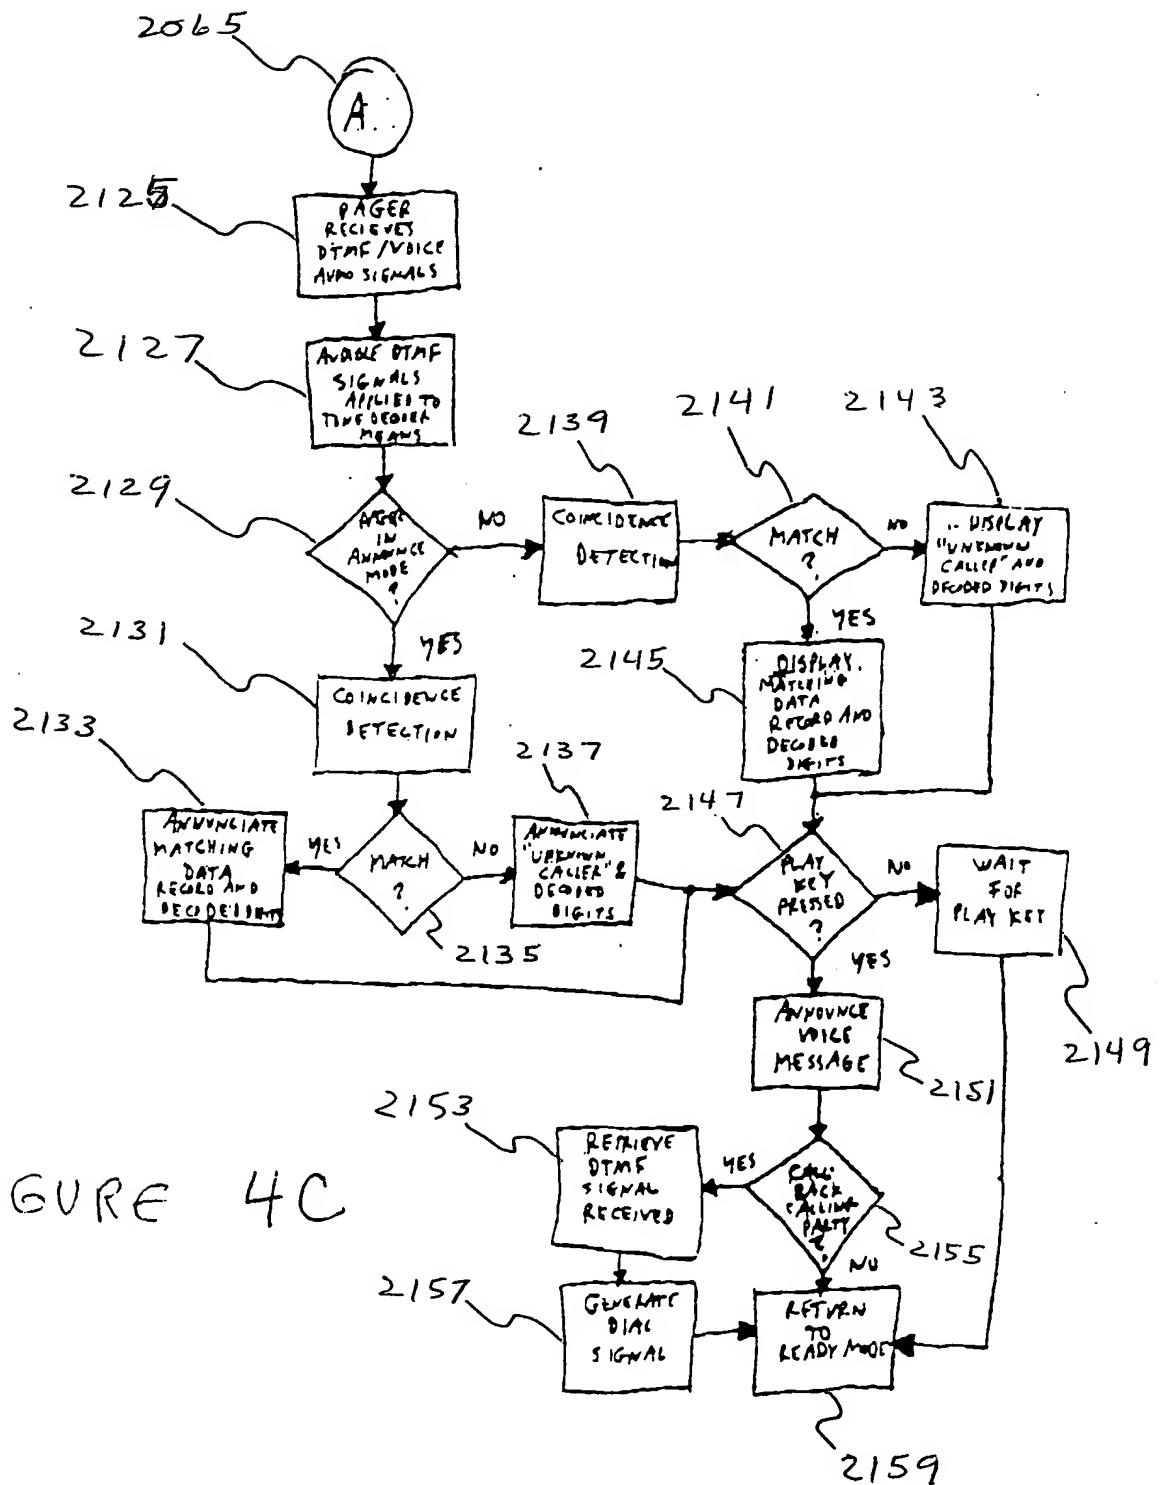 2065
A
2125
PAGER
RECIEVES
DTMF/VOICE
AUDIO SIGNALS
2127
AUDIBLE DTMF
SIGNALS
APPLIED TO
TONE DECODER
MEANS
2129
PAGER
IN
ANNOUNCE
MODE
?
NO
YES
2139
COINCIDENCE
DETECTION
2141
MATCH
?
NO
YES
2143
DISPLAY
"UNKNOWN
CALLER" AND
DECODED DIGITS
2131
COINCIDENCE
DETECTION
2145
DISPLAY
MATCHING
DATA
RECORD AND
DECODED
DIGITS
2133
ANNUNCIATE
MATCHING
DATA
RECORD AND
DECODED DIGITS
YES
MATCH
?
2135
NO
2137
ANNUNCIATE
"UNKNOWN
CALLER" &
DECODED
DIGITS
2147
PLAY
KEY
PRESSED
?
NO
YES
WAIT
FOR
PLAY KEY
2149
ANNOUNCE
VOICE
MESSAGE
2151
2153
RETRIEVE
DTMF
SIGNAL
RECEIVED
YES
CALL
BACK
CALLING
PARTY
?
2155
NO
GURE 4C
2157
GENERATE
DIAL
SIGNAL
RETURN
TO
READY MODE
2159